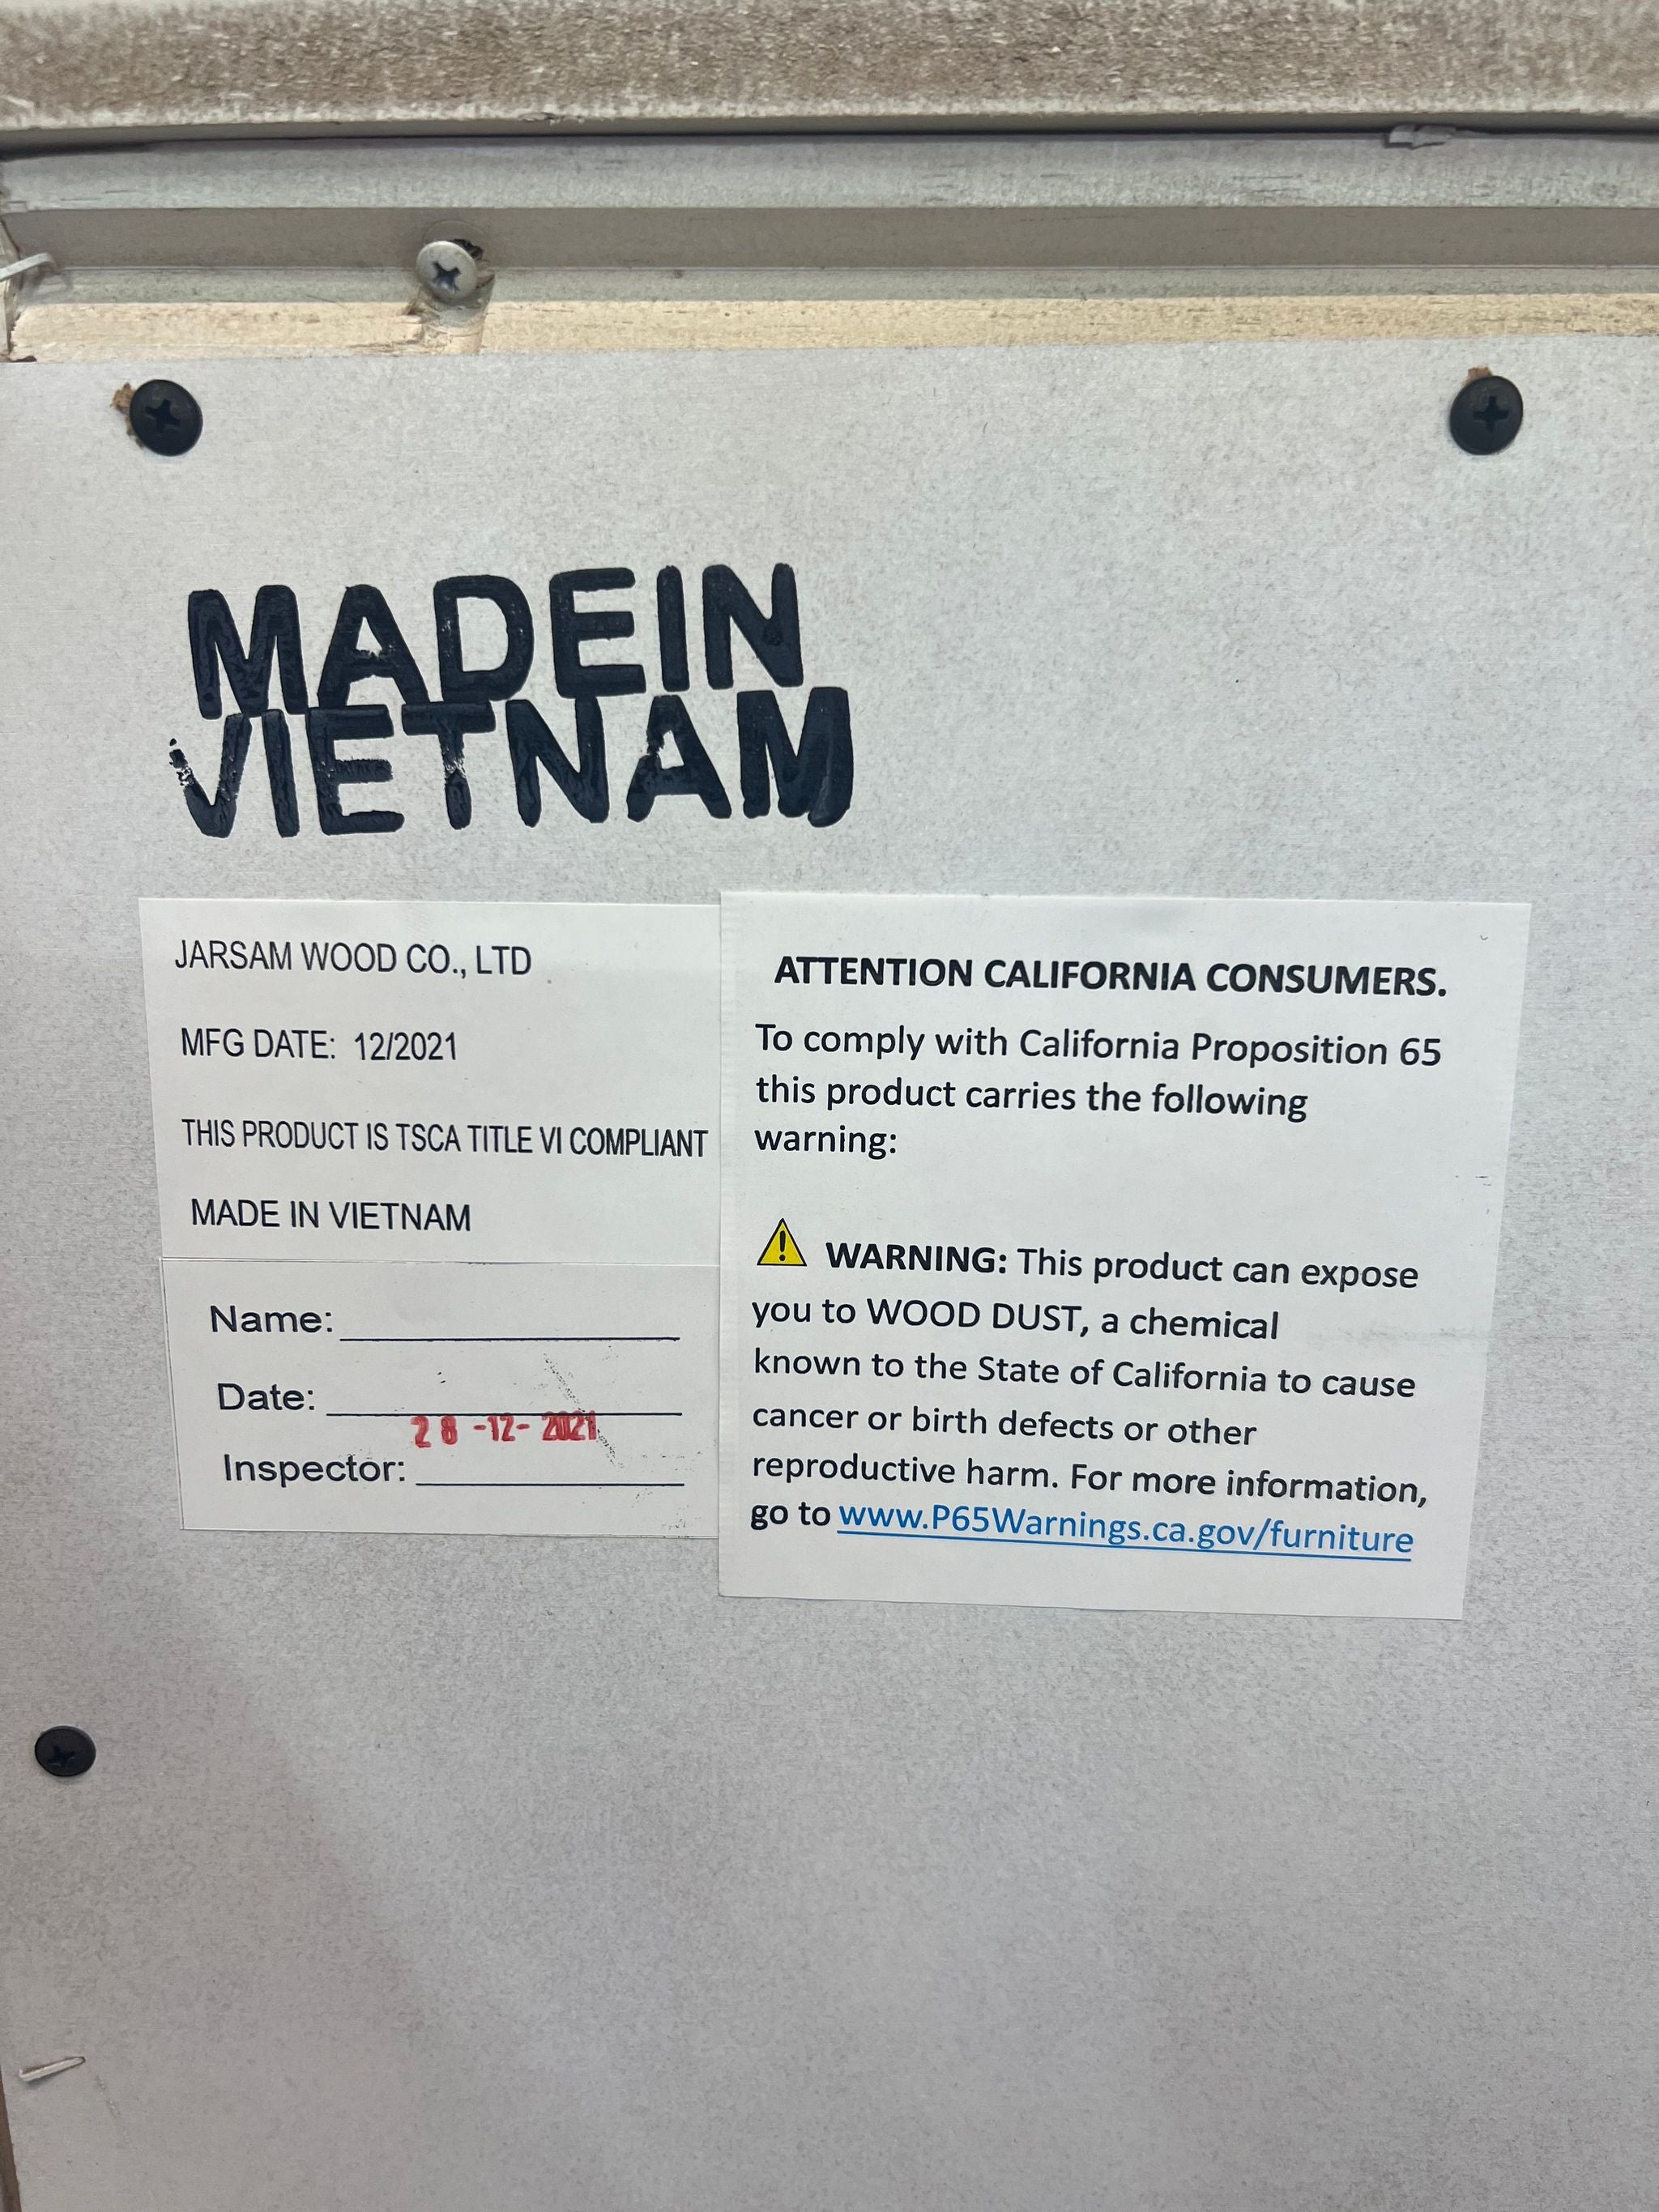 MADE IN
VIETNAM
JARSAM WOOD CO., LTD
MFG DATE: 12/2021
THIS PRODUCT IS TSCA TITLE VI COMPLIANT
MADE IN VIETNAM
Name:
Date:
28-12-2021
Inspector:
ATTENTION CALIFORNIA CONSUMERS.
To comply with California Proposition 65
this product carries the following
warning:
WARNING: This product can expose
you to WOOD DUST, a chemical
known to the State of California to cause
cancer or birth defects or other
reproductive harm. For more information,
go to www.P65Warnings.ca.gov/furniture